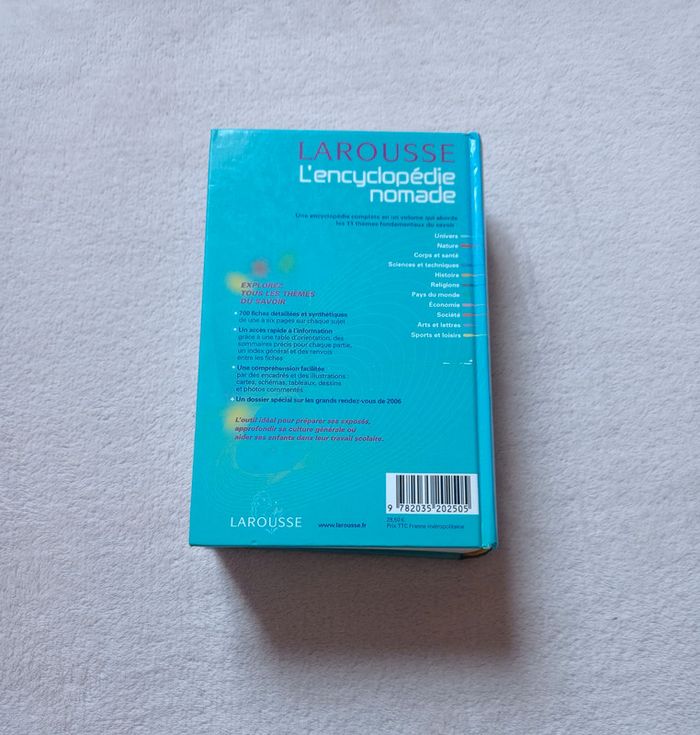 LAROUSSE
L'encyclopédie
nomade
Une encyclopédie complète en un volume qui aborde
les 11 thèmes fondamentaux du savoir
Univers
Nature
Corps et santé
Sciences et techniques
Histoire
Religions
Pays du monde
Économie
Société
Arts et lettres
Sports et loisirs
EXPLOREZ
TOUS LES THÈMES
DU SAVOIR
• 700 fiches détaillées et synthétiques
de une à six pages sur chaque sujet
• Un accès rapide à l'information
grâce à une table d'orientation, des
sommaires précis pour chaque partie,
un index général et des renvois
entre les fiches
• Une compréhension facilitée
par des encadrés et des illustrations :
cartes, schémas, tableaux, dessins
et photos commentés
• Un dossier spécial sur les grands rendez-vous de 2006
L'outil idéal pour préparer ses exposés,
approfondir sa culture générale ou
aider ses enfants dans leur travail scolaire.
9 782035 202505
28,50 €
Prix TTC France métropolitaine
LAROUSSE
www.larousse.fr